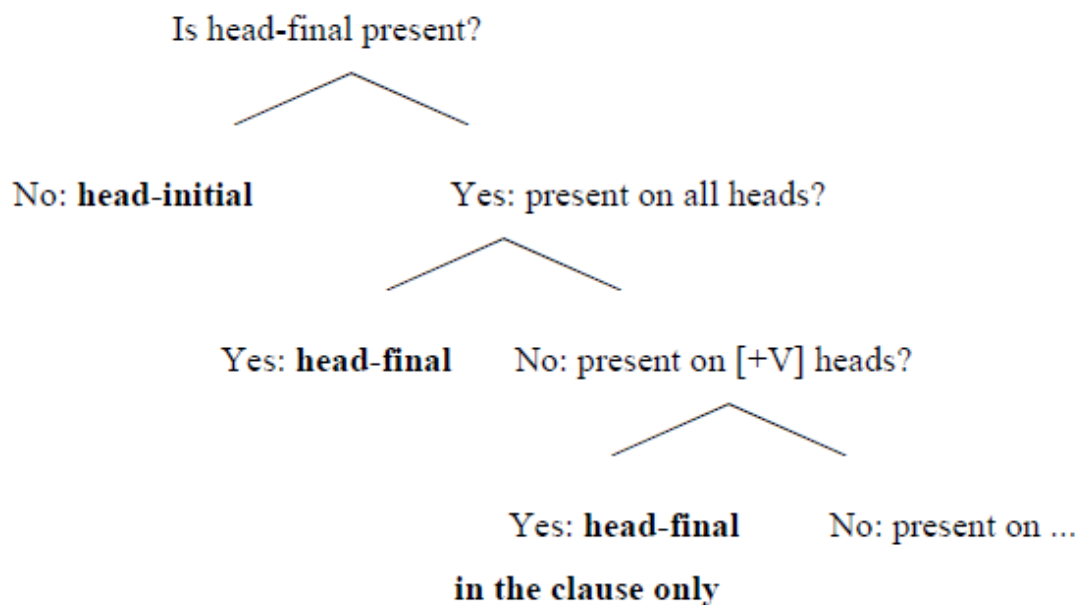 Is head-final present?
No: head-initial
Yes: present on all heads?
Yes: head-final
No: present on [+V] heads?
Yes: head-final
No: present on ...
in the clause only